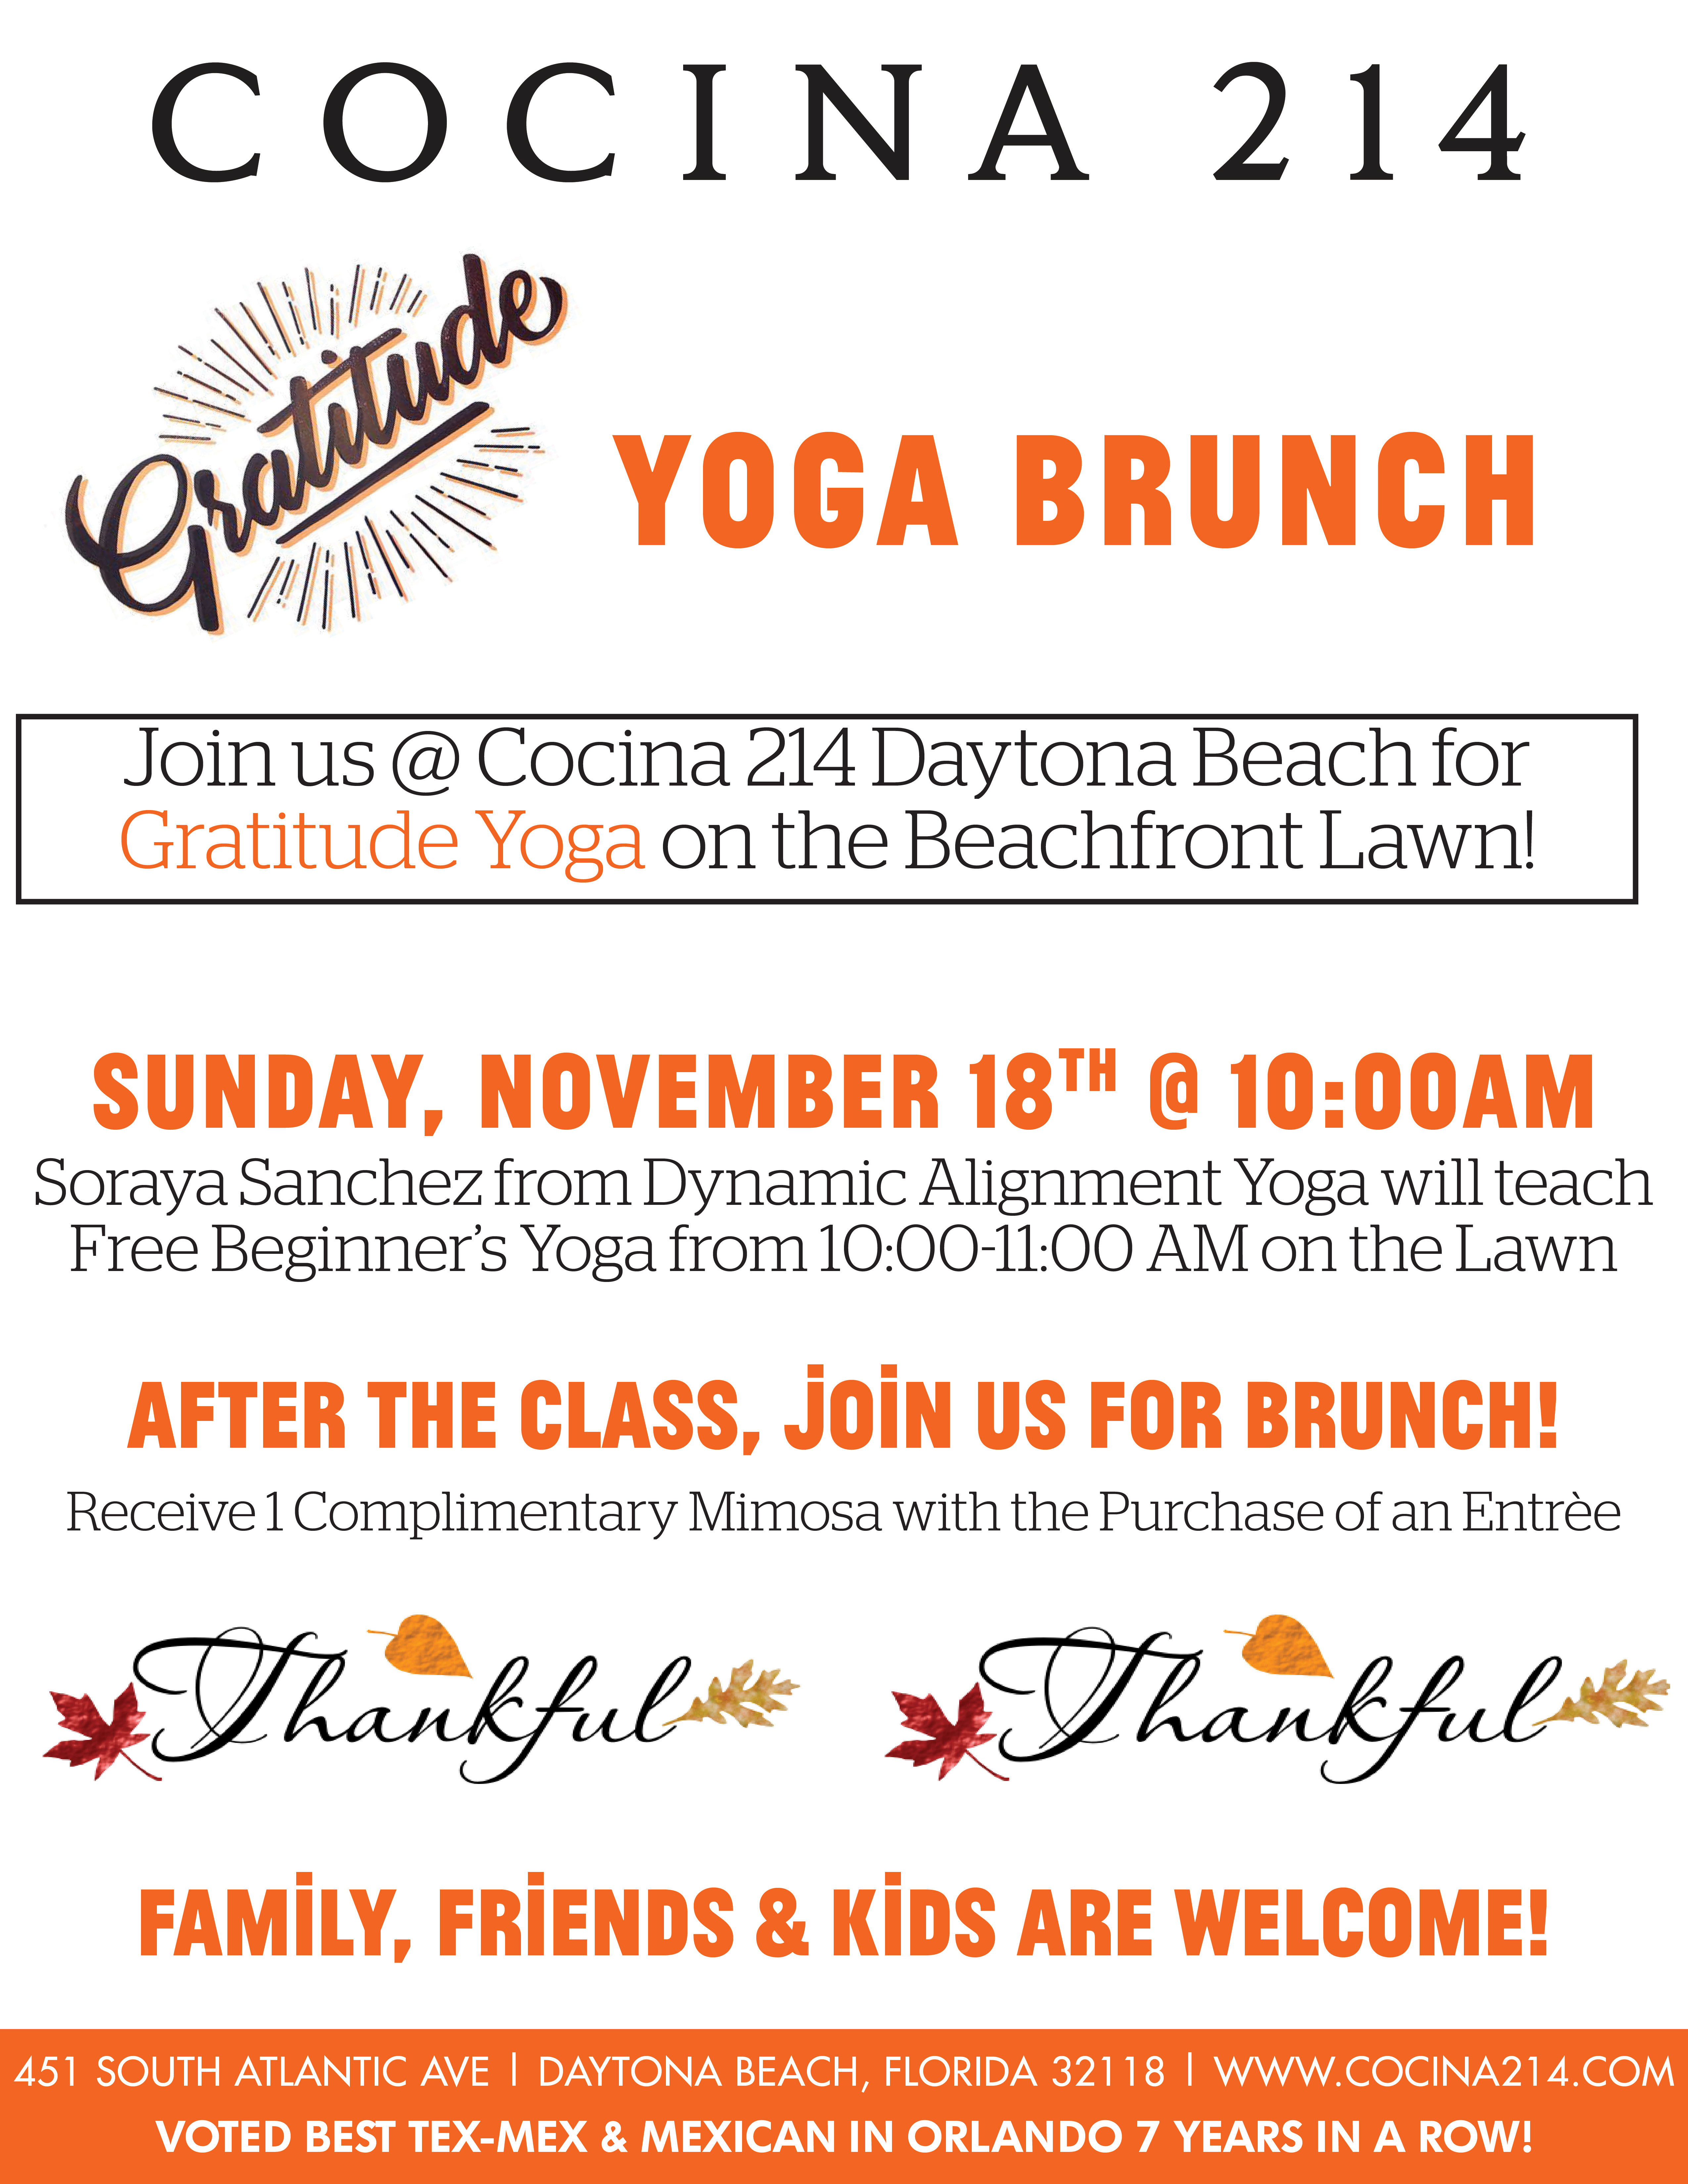 COCINA 214
Gratitude
YOGA BRUNCH
Join us @ Cocina 214 Daytona Beach for
Gratitude Yoga on the Beachfront Lawn!
SUNDAY, NOVEMBER 18TH @ 10:00AM
Soraya Sanchez from Dynamic Alignment Yoga will teach
Free Beginner’s Yoga from 10:00-11:00 AM on the Lawn
AFTER THE CLASS, JOIN US FOR BRUNCH!
Receive 1 Complimentary Mimosa with the Purchase of an Entrèe
Thankful Thankful
FAMILY, FRIENDS & KIDS ARE WELCOME!
451 SOUTH ATLANTIC AVE | DAYTONA BEACH, FLORIDA 32118 | WWW.COCINA214.COM
VOTED BEST TEX-MEX & MEXICAN IN ORLANDO 7 YEARS IN A ROW!